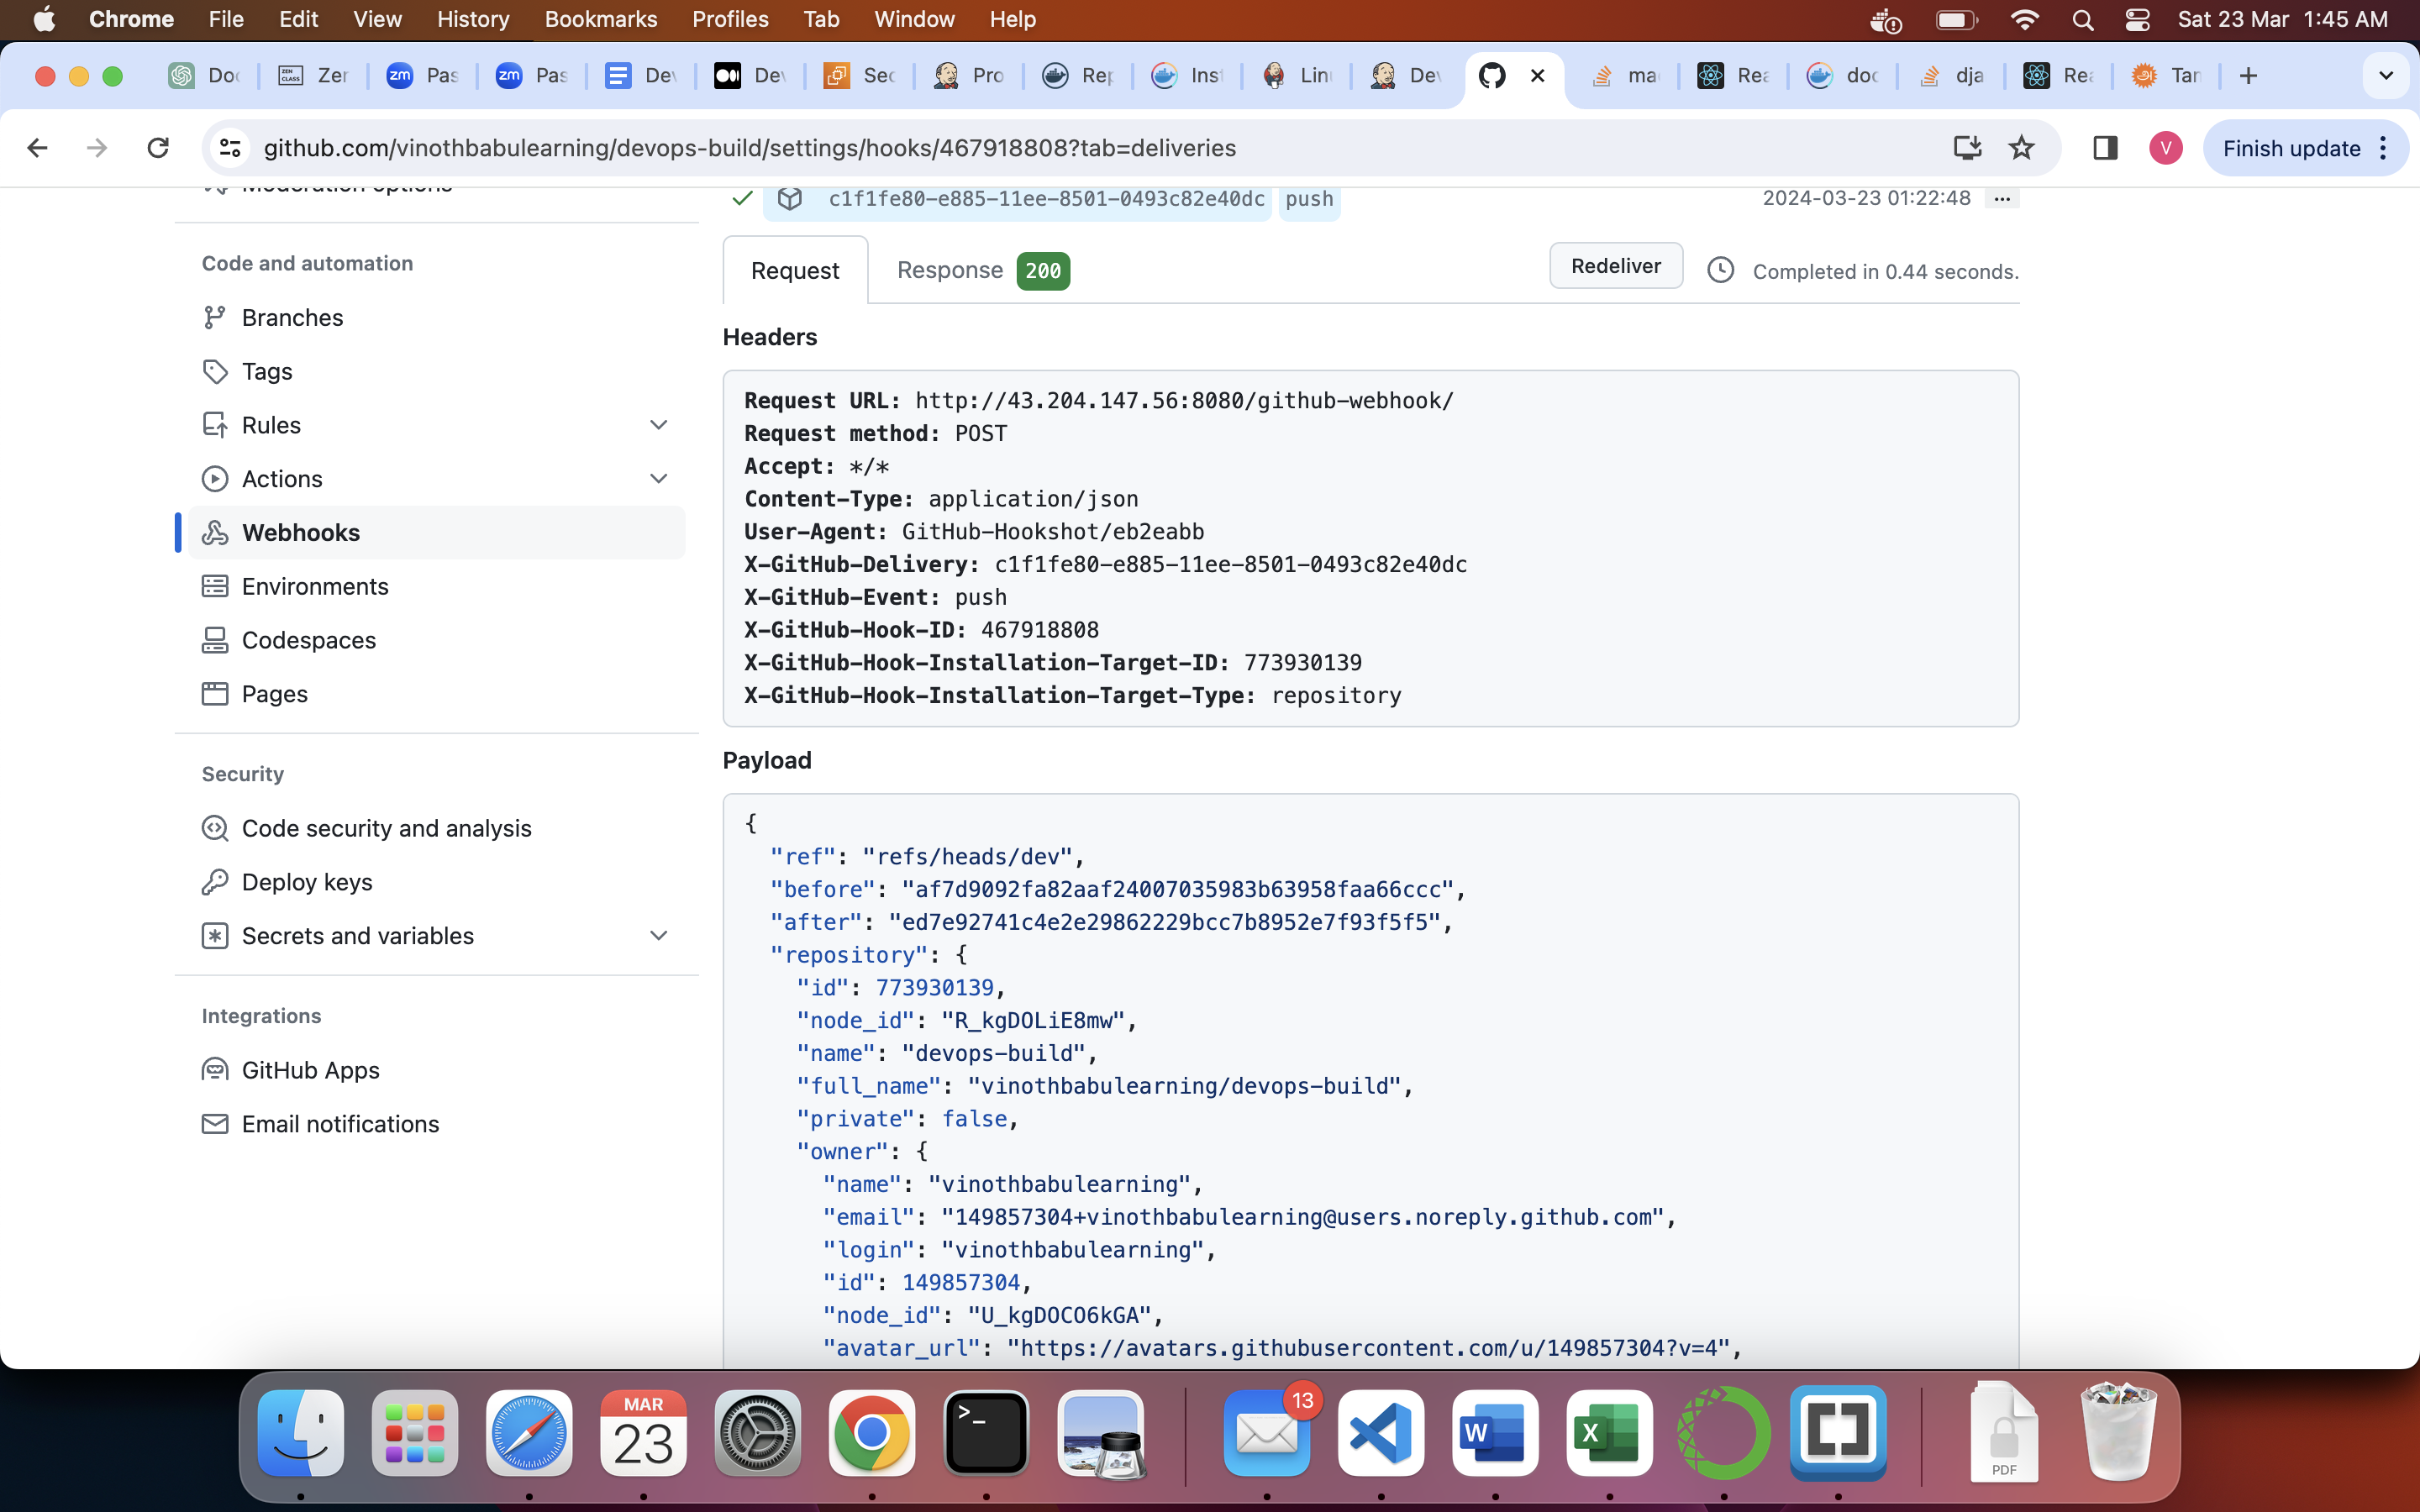 Chrome File Edit View History Bookmarks Profiles Tab Window Help Sat 23 Mar 1:45 AM
Doc ZEN CLASS Zen zm Pas zm Pas Dev Dev Sec Pro Rep Inst Lin Dev ma Rea doc dja Rea Tan
github.com/vinothbabulearning/devops-build/settings/hooks/467918808?tab=deliveries V Finish update
Moderation options
c1f1fe80-e885-11ee-8501-0493c82e40dc push 2024-03-23 01:22:48 ...
Code and automation
Branches
Tags
Rules
Actions
Webhooks
Environments
Codespaces
Pages
Security
Code security and analysis
Deploy keys
Secrets and variables
Integrations
GitHub Apps
Email notifications
Request Response 200 Redeliver Completed in 0.44 seconds.
Headers
Request URL: http://43.204.147.56:8080/github-webhook/
Request method: POST
Accept: */*
Content-Type: application/json
User-Agent: GitHub-Hookshot/eb2eabb
X-GitHub-Delivery: c1f1fe80-e885-11ee-8501-0493c82e40dc
X-GitHub-Event: push
X-GitHub-Hook-ID: 467918808
X-GitHub-Hook-Installation-Target-ID: 773930139
X-GitHub-Hook-Installation-Target-Type: repository
Payload
{
"ref": "refs/heads/dev",
"before": "af7d9092fa82aaf24007035983b63958faa66ccc",
"after": "ed7e92741c4e2e29862229bcc7b8952e7f93f5f5",
"repository": {
"id": 773930139,
"node_id": "R_kgDOLiE8mw",
"name": "devops-build",
"full_name": "vinothbabulearning/devops-build",
"private": false,
"owner": {
"name": "vinothbabulearning",
"email": "149857304+vinothbabulearning@users.noreply.github.com",
"login": "vinothbabulearning",
"id": 149857304,
"node_id": "U_kgDOCO6kGA",
"avatar_url": "https://avatars.githubusercontent.com/u/149857304?v=4",
MAR
23
>_
13
W
X
PDF